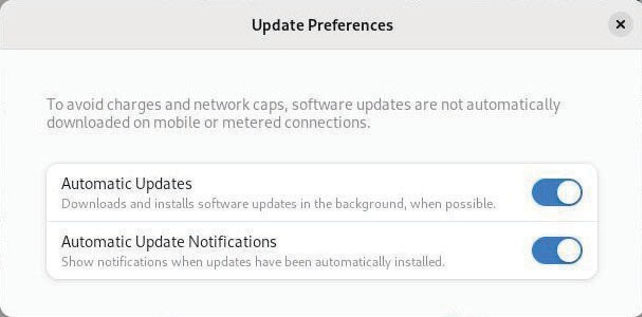 Update Preferences
To avoid charges and network caps, software updates are not automatically
downloaded on mobile or metered connections.
Automatic Updates
Downloads and installs software updates in the background, when possible.
Automatic Update Notifications
Show notifications when updates have been automatically installed.